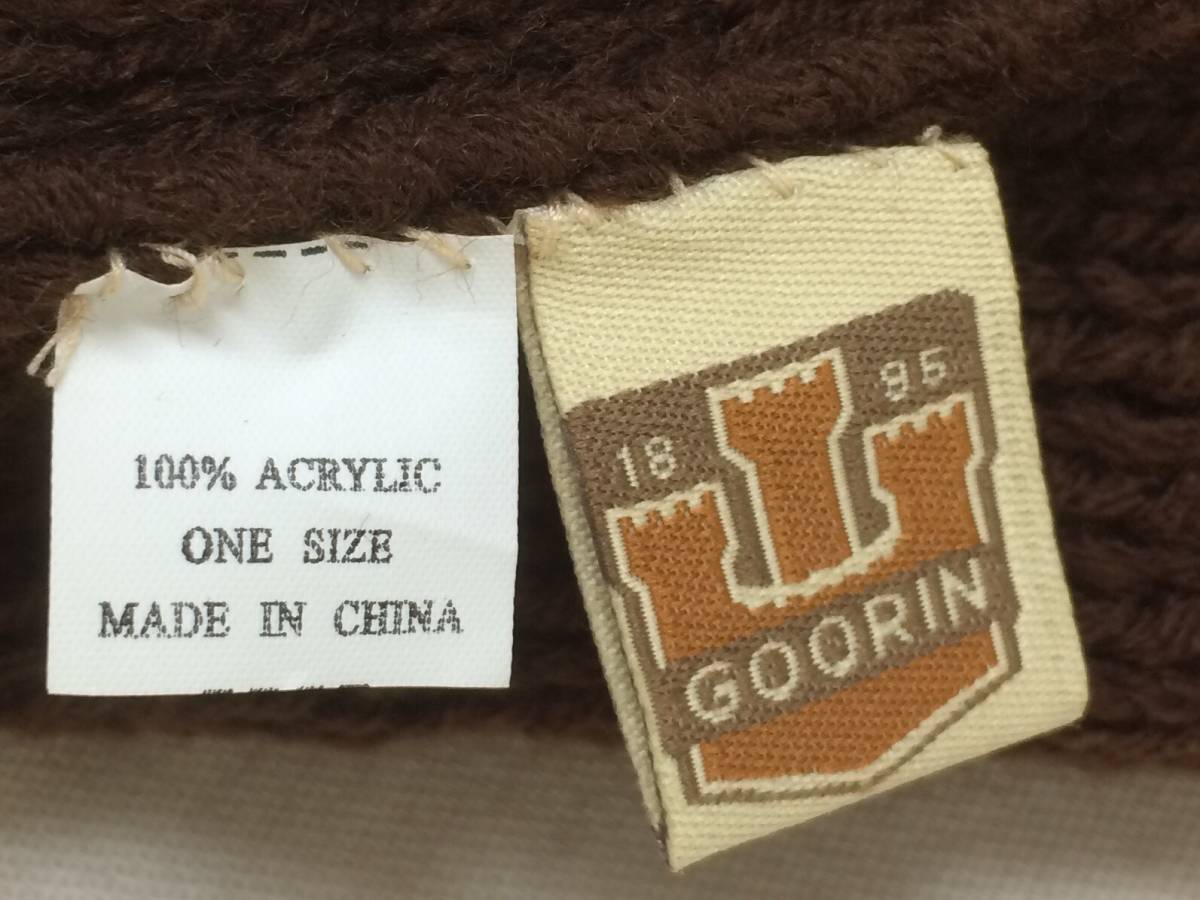 100% ACRYLIC
ONE SIZE
MADE IN CHINA
18 95
GOORIN